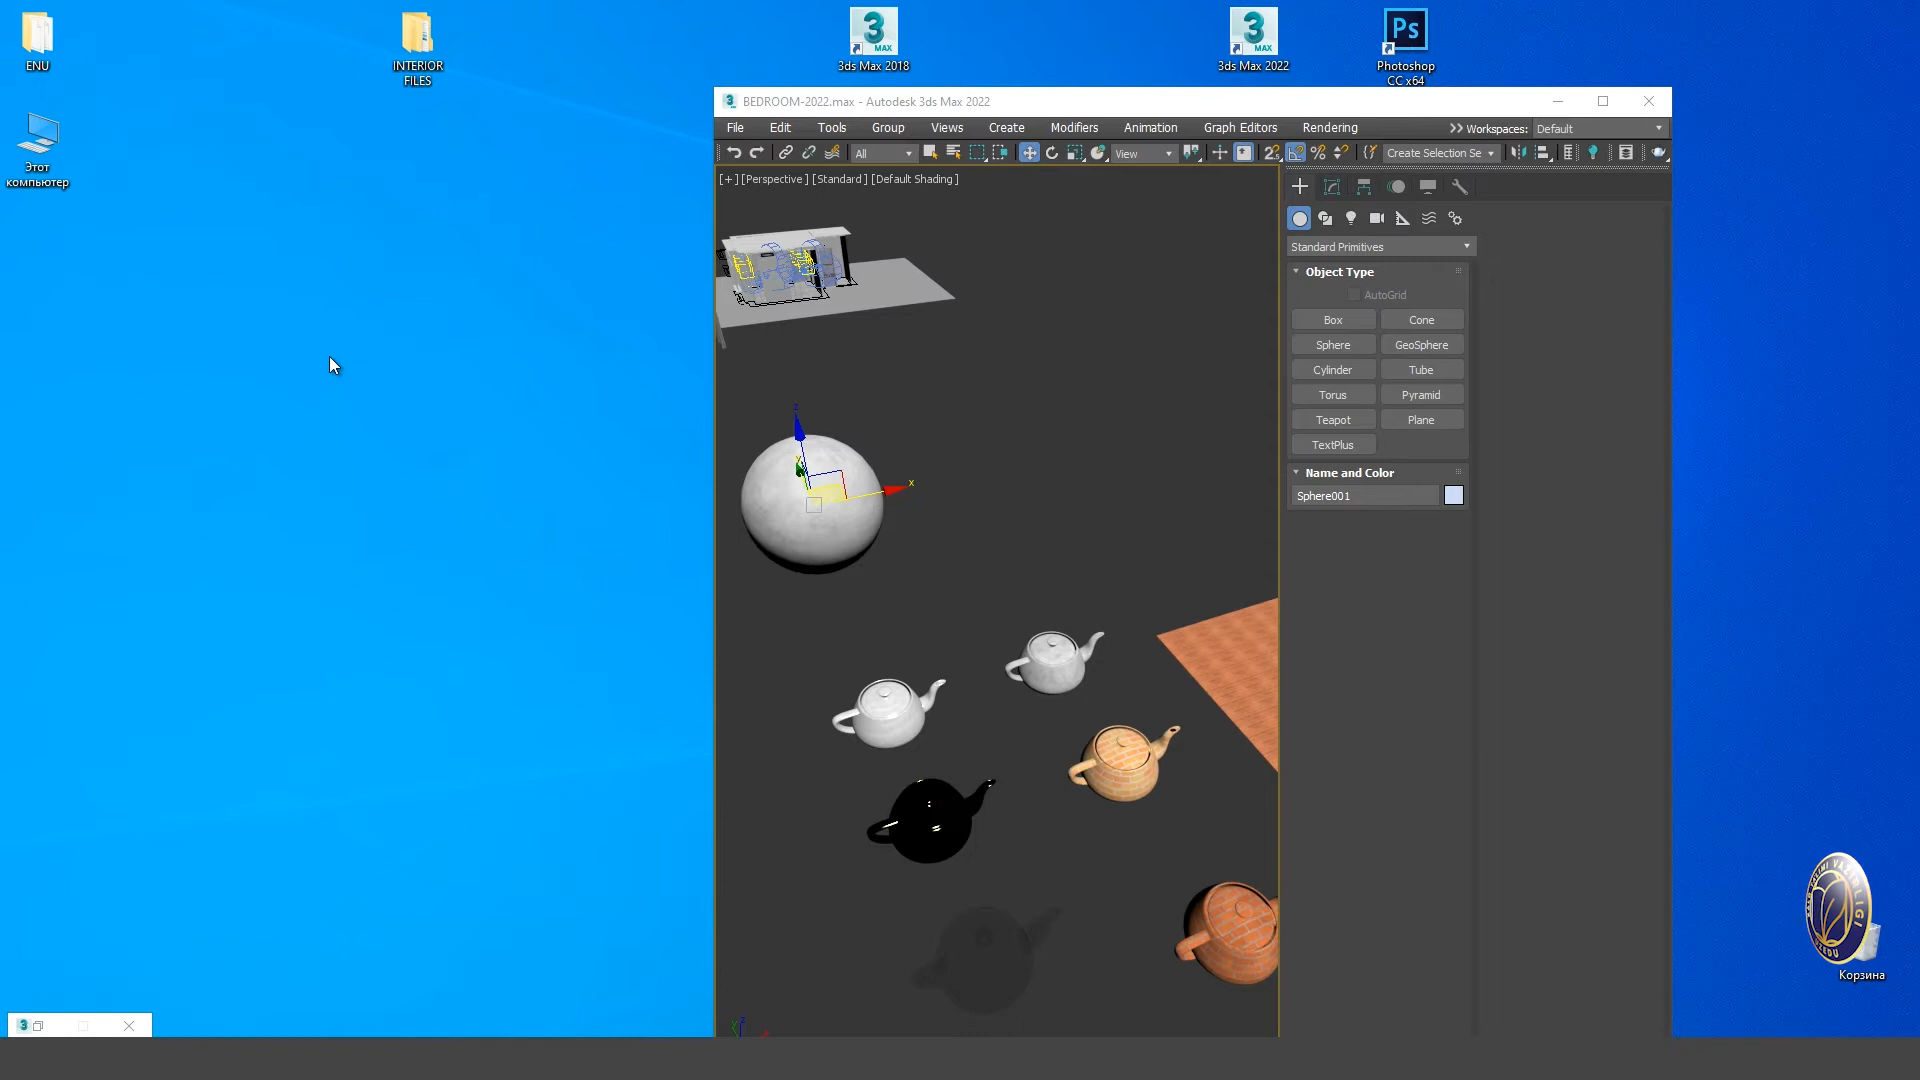 ENU
INTERIOR
FILES
3ds Max 2018
3ds Max 2022
Photoshop
CC x64
Этот
компьютер
BEDROOM-2022.max - Autodesk 3ds Max 2022
File Edit Tools Group Views Create Modifiers Animation Graph Editors Rendering >> Workspaces: Default
All View Create Selection Se
[+] [Perspective] [Standard] [Default Shading]
Standard Primitives
Object Type
AutoGrid
Box Cone
Sphere GeoSphere
Cylinder Tube
Torus Pyramid
Teapot Plane
TextPlus
Name and Color
Sphere001
z
y
x
Корзина